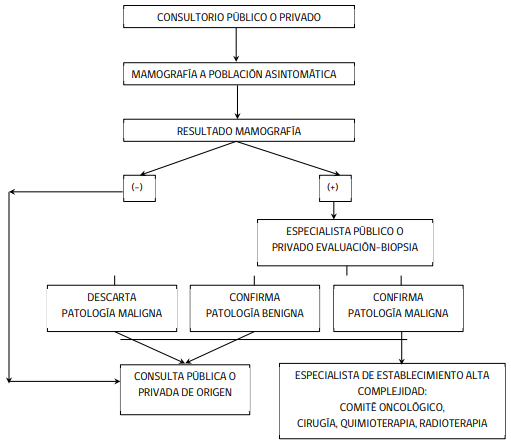 CONSULTORIO PÚBLICO O PRIVADO
MAMOGRAFÍA A POBLACIÓN ASINTOMÁTICA
RESULTADO MAMOGRAFÍA
(-)
(+)
ESPECIALISTA PÚBLICO O
PRIVADO EVALUACIÓN-BIOPSIA
DESCARTA
PATOLOGÍA MALIGNA
CONFIRMA
PATOLOGÍA BENIGNA
CONFIRMA
PATOLOGÍA MALIGNA
CONSULTA PÚBLICA O
PRIVADA DE ORIGEN
ESPECIALISTA DE ESTABLECIMIENTO ALTA
COMPLEJIDAD:
COMITÉ ONCOLÓGICO,
CIRUGÍA, QUIMIOTERAPIA, RADIOTERAPIA